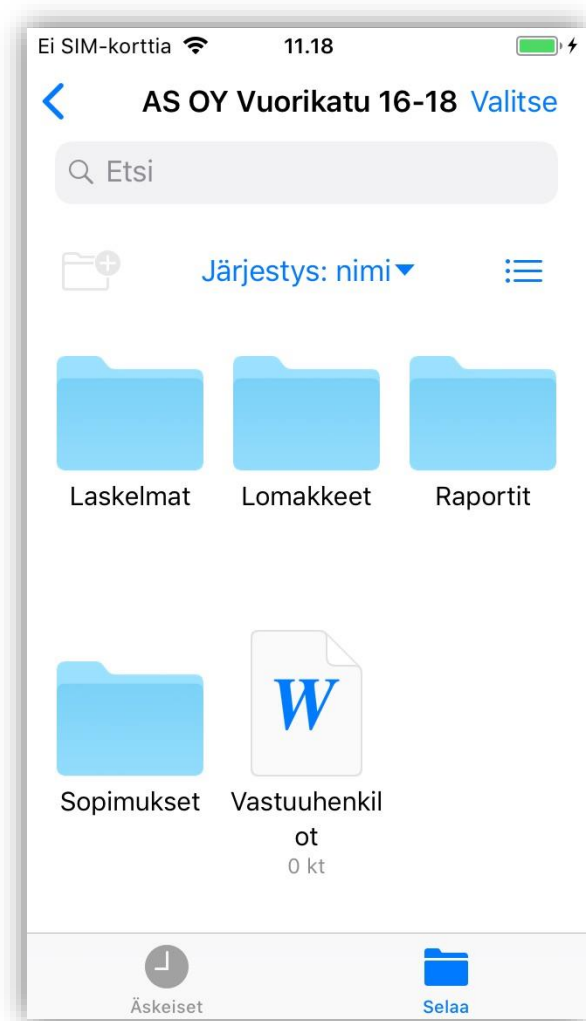 Ei SIM-korttia 11.18
AS OY Vuorikatu 16-18 Valitse
Etsi
Järjestys: nimi
Laskelmat Lomakkeet Raportit
W
Sopimukset Vastuuhenkil
ot
0 kt
Äskeiset Selaa